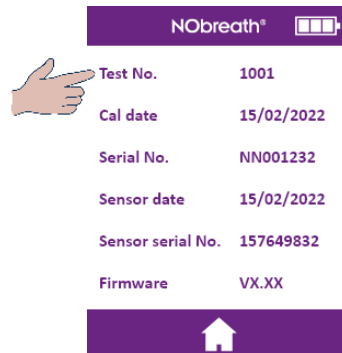 NObreath®
Test No. 1001
Cal date 15/02/2022
Serial No. NN001232
Sensor date 15/02/2022
Sensor serial No. 157649832
Firmware VX.XX